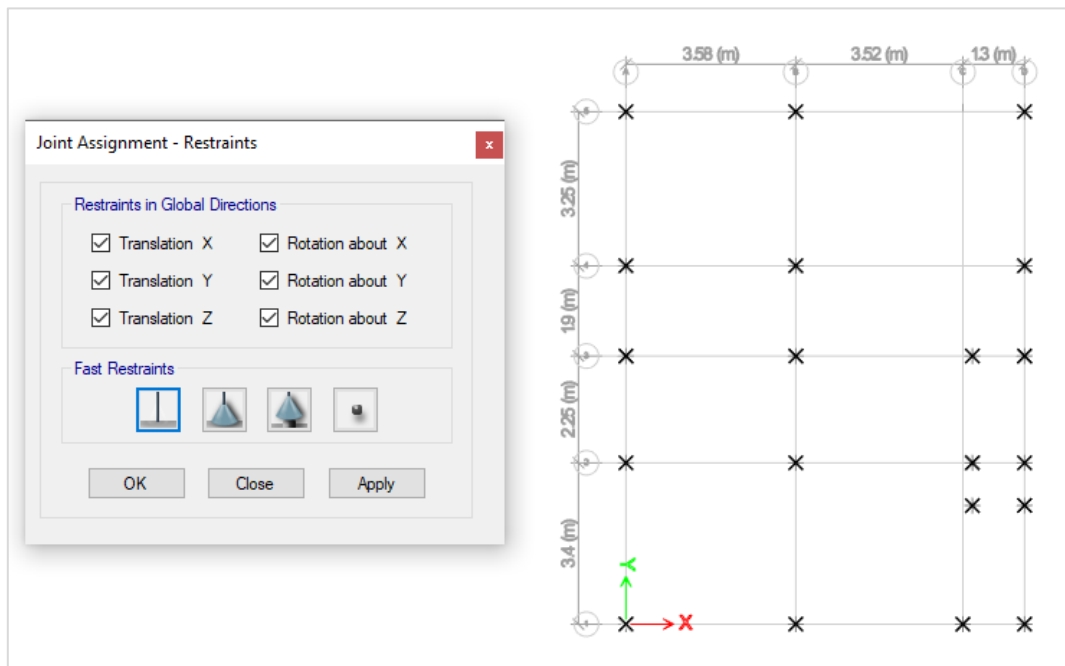 Joint Assignment - Restraints
x
Restraints in Global Directions
Translation X
Rotation about X
Translation Y
Rotation about Y
Translation Z
Rotation about Z
Fast Restraints
OK
Close
Apply
3.58 (m)
3.52 (m)
1.3 (m)
3.25 (m)
1.9 (m)
2.25 (m)
3.4 (m)
Y
X